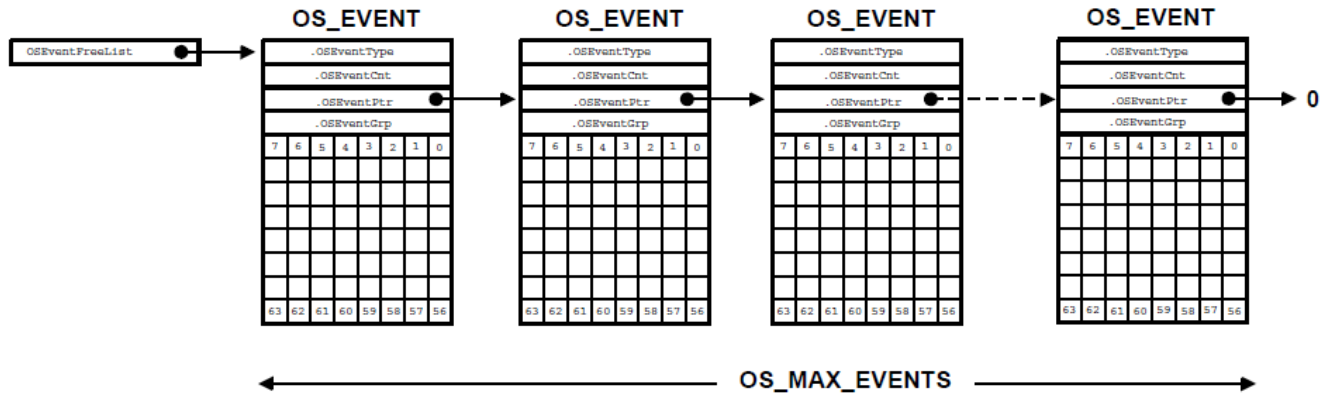 OS_EVENT OS_EVENT OS_EVENT OS_EVENT
OSEventFreeList .OSEventType .OSEventType .OSEventType .OSEventType
.OSEventCnt .OSEventCnt .OSEventCnt .OSEventCnt
.OSEventPtr .OSEventPtr .OSEventPtr .OSEventPtr 0
.OSEventGrp .OSEventGrp .OSEventGrp .OSEventGrp
7 6 5 4 3 2 1 0 7 6 5 4 3 2 1 0 7 6 5 4 3 2 1 0 7 6 5 4 3 2 1 0
63 62 61 60 59 58 57 56 63 62 61 60 59 58 57 56 63 62 61 60 59 58 57 56 63 62 61 60 59 58 57 56
OS_MAX_EVENTS